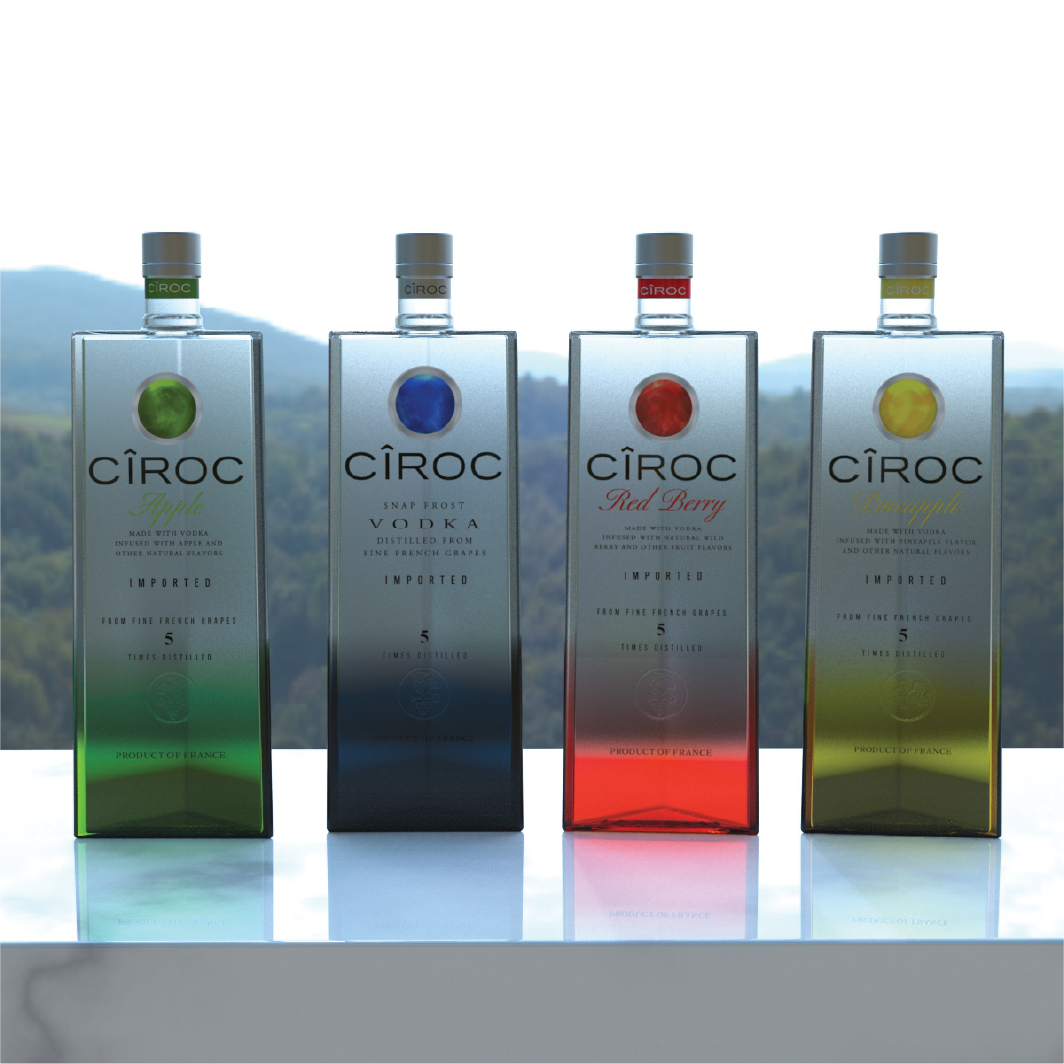 CÎROC
CÎROC
Apple
MADE WITH VODKA
INFUSED WITH APPLE AND
OTHER NATURAL FLAVORS
IMPORTED
FROM FINE FRENCH GRAPES
5
TIMES DISTILLED
PRODUCT OF FRANCE
CÎROC
CÎROC
SNAP FROST
VODKA
DISTILLED FROM
FINE FRENCH GRAPES
IMPORTED
5
TIMES DISTILLED
PRODUCT OF FRANCE
CÎROC
CÎROC
Red Berry
MADE WITH VODKA
INFUSED WITH NATURAL WILD
BERRY AND OTHER FRUIT FLAVORS
IMPORTED
FROM FINE FRENCH GRAPES
5
TIMES DISTILLED
PRODUCT OF FRANCE
CÎROC
CÎROC
Pineapple
MADE WITH VODKA
INFUSED WITH PINEAPPLE FLAVOR
AND OTHER NATURAL FLAVORS
IMPORTED
FROM FINE FRENCH GRAPES
5
TIMES DISTILLED
PRODUCT OF FRANCE